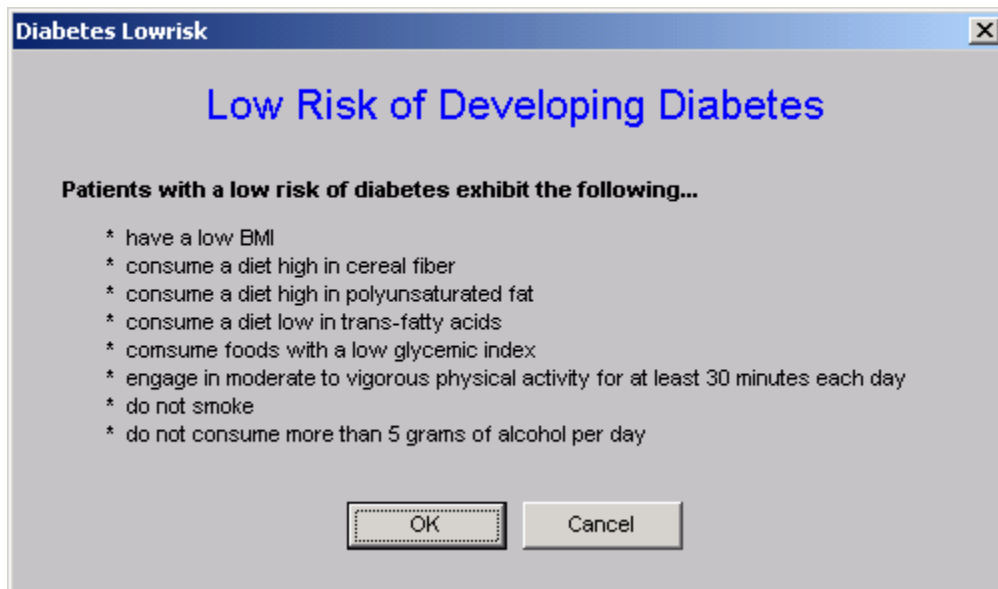 Diabetes Lowrisk
Low Risk of Developing Diabetes
Patients with a low risk of diabetes exhibit the following...
* have a low BMI
* consume a diet high in cereal fiber
* consume a diet high in polyunsaturated fat
* consume a diet low in trans-fatty acids
* comsume foods with a low glycemic index
* engage in moderate to vigorous physical activity for at least 30 minutes each day
* do not smoke
* do not consume more than 5 grams of alcohol per day
OK Cancel